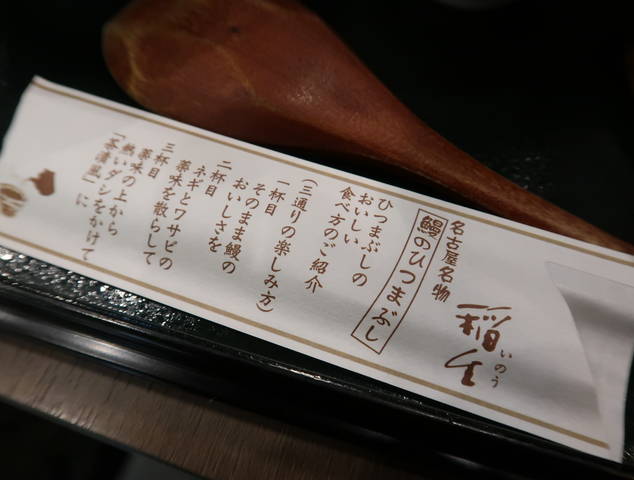 稲乃
いのう
名古屋名物
鰻のひつまぶし
ひつまぶしの
おいしい
食べ方のご紹介
(三通りの楽しみ方)
一杯目
そのまま鰻の
おいしさを
二杯目
ネギとワサビの
薬味を散らして
三杯目
薬味の上から
熱いダシをかけて
「茶漬風」に